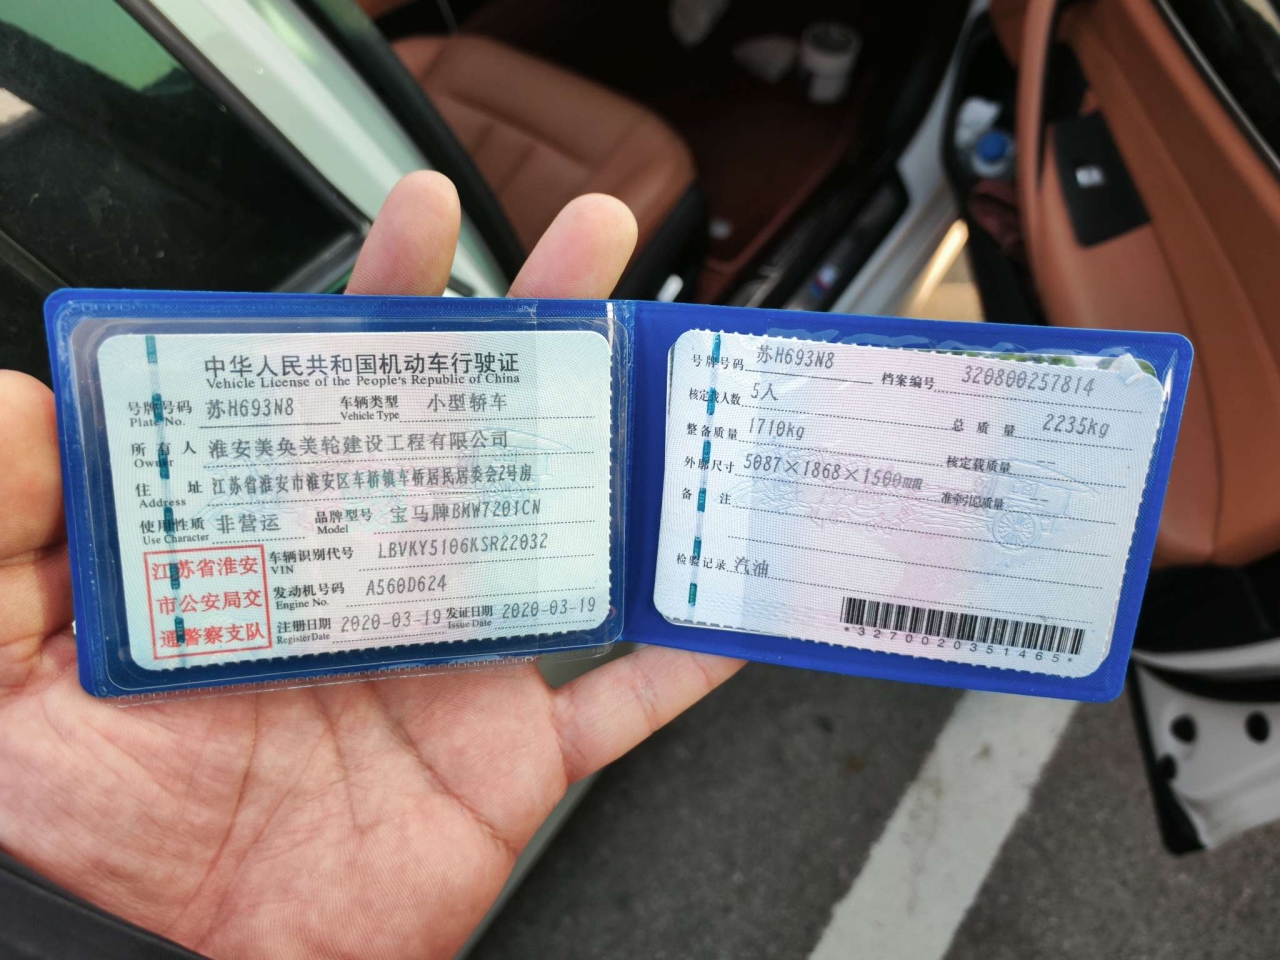 中华人民共和国机动车行驶证
Vehicle License of the People's Republic of China
号牌号码 苏H693N8 车辆类型 小型轿车
Plate No. Vehicle Type
所有人 淮安美奂美轮建设工程有限公司
Owner
住址 江苏省淮安市淮安区车桥镇车桥居民居委会2号房
Address
使用性质 非营运 品牌型号 宝马牌BMW7201CN
Use Character Model
江苏省淮安
市公安局交
通警察支队
车辆识别代号 LBVKY5106KSR22032
VIN
发动机号码 A560D624
Engine No.
注册日期 2020-03-19 发证日期 2020-03-19
Register Date Issue Date
号牌号码 苏H693N8 档案编号 320800257814
核定载人数 5人 总质量 2235kg
整备质量 1710kg 核定载质量 --
外廓尺寸 5087×1868×1500mm 准牵引总质量 --
备注
检验记录 汽油
*3270020351465*